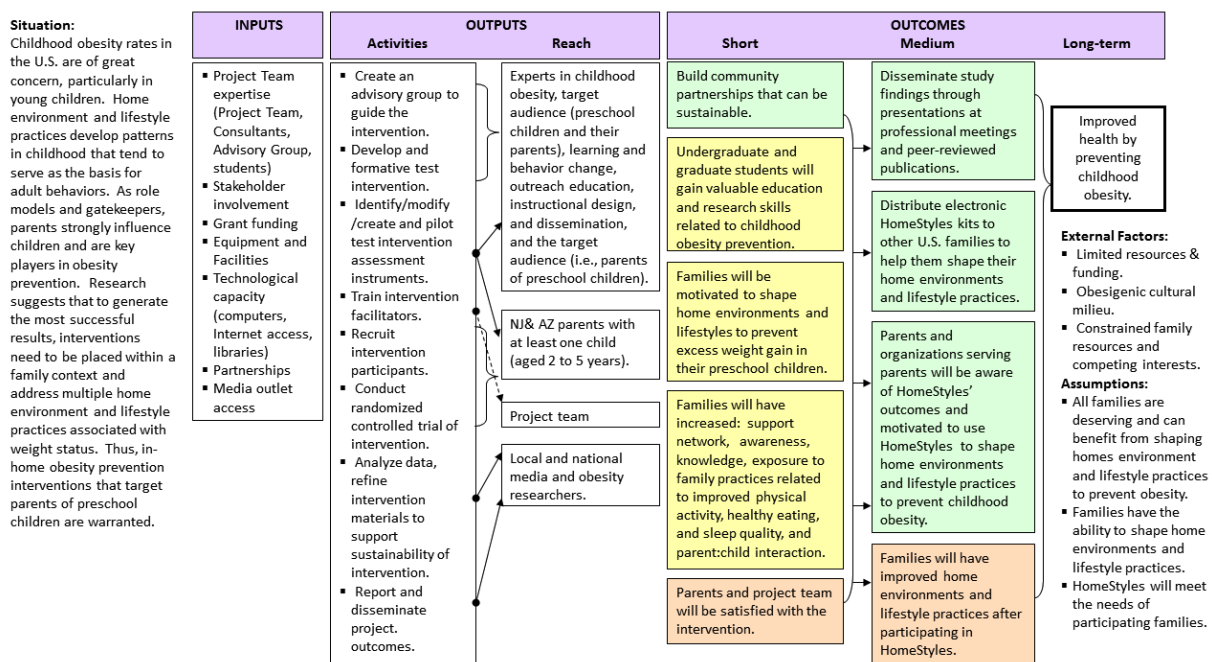 Situation:
Childhood obesity rates in
the U.S. are of great
concern, particularly in
young children. Home
environment and lifestyle
practices develop patterns
in childhood that tend to
serve as the basis for
adult behaviors. As role
models and gatekeepers,
parents strongly influence
children and are key
players in obesity
prevention. Research
suggests that to generate
the most successful
results, interventions
need to be placed within a
family context and
address multiple home
environment and lifestyle
practices associated with
weight status. Thus, in-
home obesity prevention
interventions that target
parents of preschool
children are warranted.
INPUTS
▪ Project Team
expertise
(Project Team,
Consultants,
Advisory Group,
students)
▪ Stakeholder
involvement
▪ Grant funding
▪ Equipment and
Facilities
▪ Technological
capacity
(computers,
Internet access,
libraries)
▪ Partnerships
▪ Media outlet
access
OUTPUTS
Activities
Reach
▪ Create an
advisory group to
guide the
intervention.
▪ Develop and
formative test
intervention.
▪ Identify/modify
/create and pilot
test intervention
assessment
instruments.
▪ Train intervention
facilitators.
▪ Recruit
intervention
participants.
▪ Conduct
randomized
controlled trial of
intervention.
▪ Analyze data,
refine
intervention
materials to
support
sustainability of
intervention.
▪ Report and
disseminate
project.
outcomes.
Experts in childhood
obesity, target
audience (preschool
children and their
parents), learning and
behavior change,
outreach education,
instructional design,
and dissemination,
and the target
audience (i.e., parents
of preschool children).
NJ& AZ parents with
at least one child
(aged 2 to 5 years).
Project team
Local and national
media and obesity
researchers.
OUTCOMES
Short
Medium
Long-term
Build community
partnerships that can be
sustainable.
Undergraduate and
graduate students will
gain valuable education
and research skills
related to childhood
obesity prevention.
Families will be
motivated to shape
home environments and
lifestyles to prevent
excess weight gain in
their preschool children.
Families will have
increased: support
network, awareness,
knowledge, exposure to
family practices related
to improved physical
activity, healthy eating,
and sleep quality, and
parent:child interaction.
Parents and project team
will be satisfied with the
intervention.
Disseminate study
findings through
presentations at
professional meetings
and peer-reviewed
publications.
Distribute electronic
HomeStyles kits to
other U.S. families to
help them shape their
home environments and
lifestyle practices.
Parents and
organizations serving
parents will be aware
of HomeStyles’
outcomes and
motivated to use
HomeStyles to shape
home environments
and lifestyle practices
to prevent childhood
obesity.
Families will have
improved home
environments and
lifestyle practices after
participating in
HomeStyles.
Improved
health by
preventing
childhood
obesity.
External Factors:
▪ Limited resources &
funding.
▪ Obesigenic cultural
milieu.
▪ Constrained family
resources and
competing interests.
Assumptions:
▪ All families are
deserving and can
benefit from shaping
homes environment
and lifestyle practices
to prevent obesity.
▪ Families have the
ability to shape home
environments and
lifestyle practices.
▪ HomeStyles will meet
the needs of
participating families.